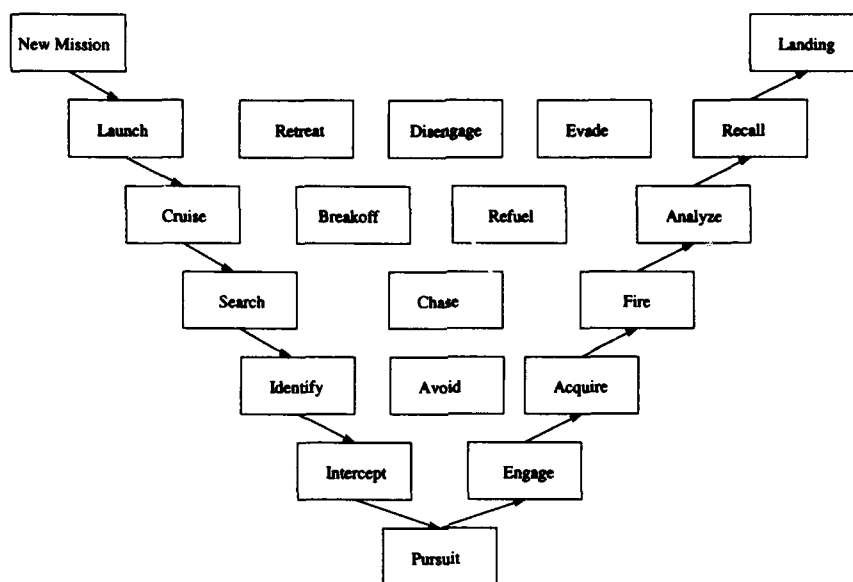 New Mission
Landing
Launch
Retreat
Disengage
Evade
Recall
Cruise
Breakoff
Refuel
Analyze
Search
Chase
Fire
Identify
Avoid
Acquire
Intercept
Engage
Pursuit